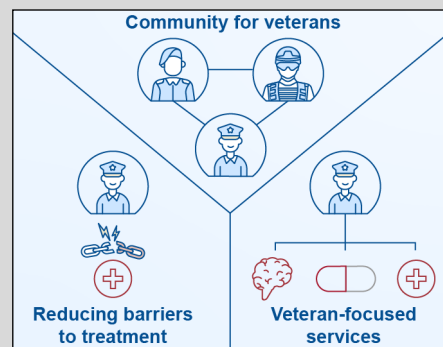 Community for veterans
Reducing barriers
to treatment
Veteran-focused
services